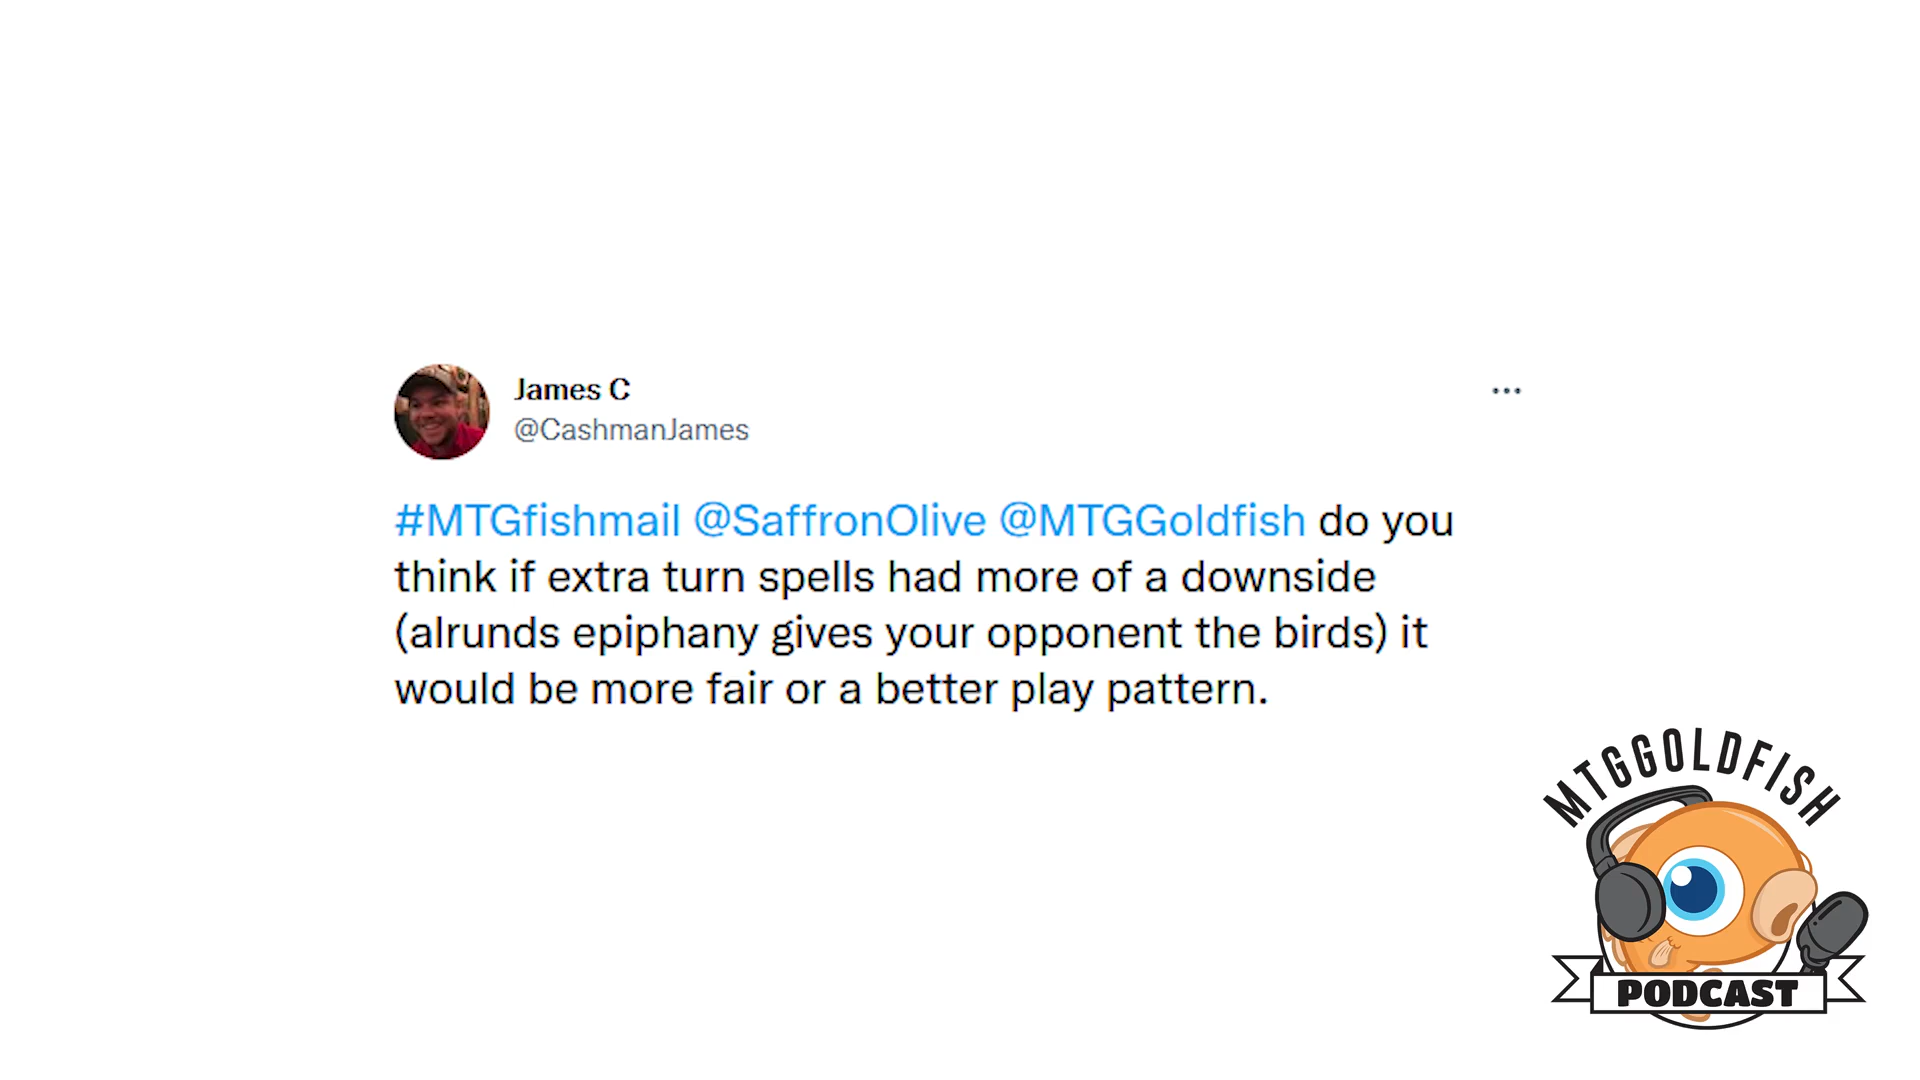 James C
@CashmanJames
#MTGfishmail @SaffronOlive @MTGGoldfish do you
think if extra turn spells had more of a downside
(alrunds epiphany gives your opponent the birds) it
would be more fair or a better play pattern.
MTGGOLDFISH
PODCAST